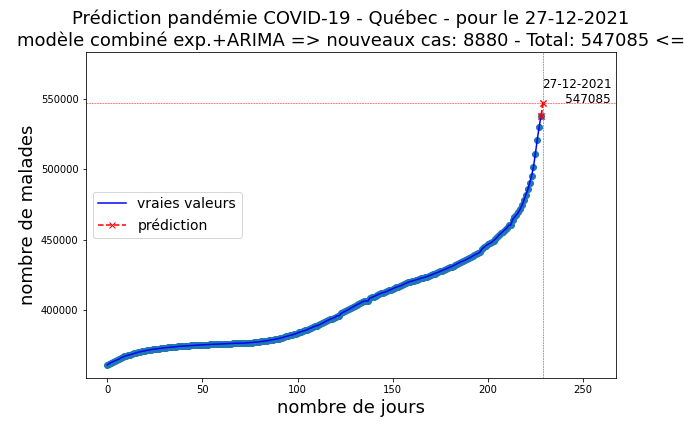 Prédiction pandémie COVID-19 - Québec - pour le 27-12-2021
modèle combiné exp.+ARIMA => nouveaux cas: 8880 - Total: 547085 <=
27-12-2021
547085
550000
500000
450000
400000
vraies valeurs
prédiction
nombre de malades
0 50 100 150 200 250
nombre de jours